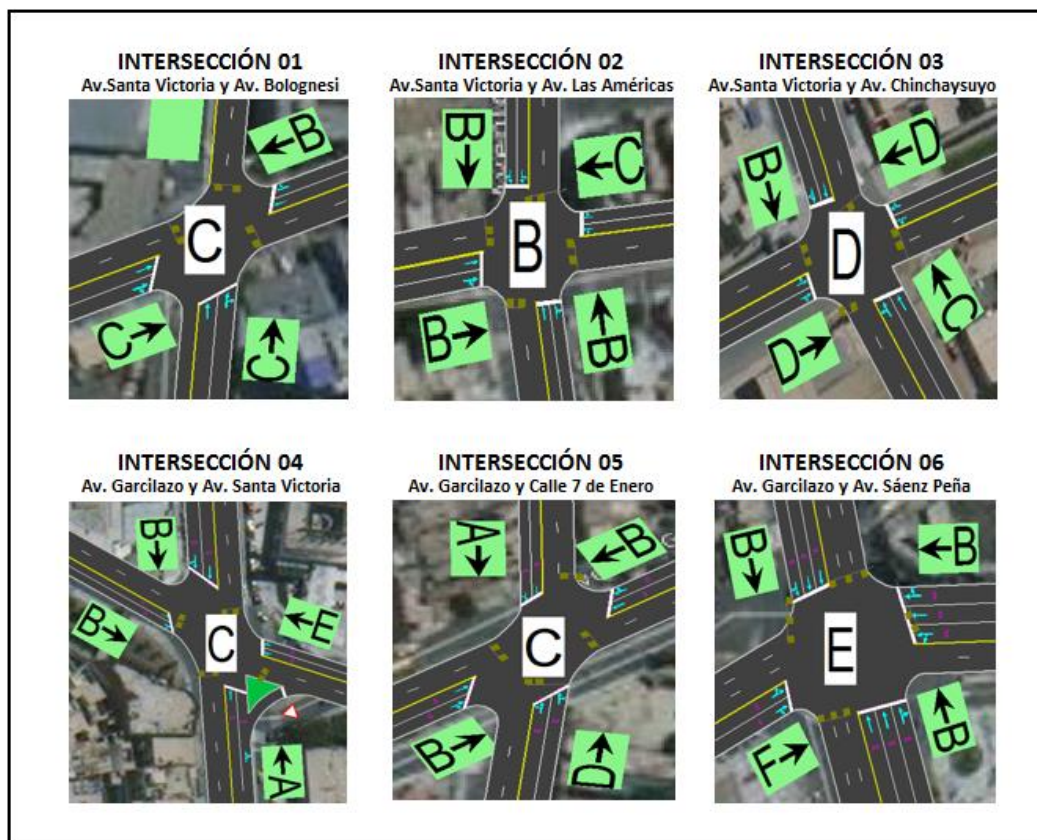 INTERSECCIÓN 01
Av.Santa Victoria y Av. Bolognesi
B
C
C
C
INTERSECCIÓN 02
Av.Santa Victoria y Av. Las Américas
B
C
B
B
B
INTERSECCIÓN 03
Av.Santa Victoria y Av. Chinchaysuyo
B
D
D
D
C
INTERSECCIÓN 04
Av. Garcilazo y Av. Santa Victoria
B
B
E
C
A
INTERSECCIÓN 05
Av. Garcilazo y Calle 7 de Enero
A
B
C
B
D
INTERSECCIÓN 06
Av. Garcilazo y Av. Sáenz Peña
B
B
E
F
B